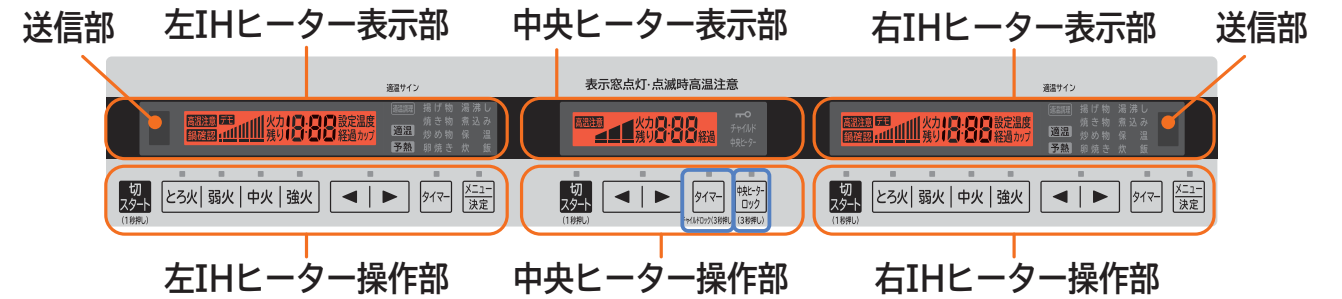 送信部 左IHヒーター表示部 中央ヒーター表示部 右IHヒーター表示部 送信部
適温サイン 表示窓点灯・点滅時高温注意 適温サイン
高温注意 デモ 鍋確認 火力 残り 18:88 設定温度 経過カップ
適温調理 揚げ物 湯沸し
焼き物 煮込み
適温 炒め物 保温
予熱 卵焼き 炊飯
高温注意 火力 残り 8:88 経過
チャイルド
中央ヒーター
高温注意 デモ 鍋確認 火力 残り 18:88 設定温度 経過カップ
適温調理 揚げ物 湯沸し
焼き物 煮込み
適温 炒め物 保温
予熱 卵焼き 炊飯
切 スタート とろ火 弱火 中火 強火 ◀ ▶ タイマー メニュー 決定
(1秒押し)
切 スタート ◀ ▶ タイマー 中央ヒーター ロック
(1秒押し) チャイルドロック(3秒押し) (3秒押し)
切 スタート とろ火 弱火 中火 強火 ◀ ▶ タイマー メニュー 決定
(1秒押し)
左IHヒーター操作部 中央ヒーター操作部 右IHヒーター操作部